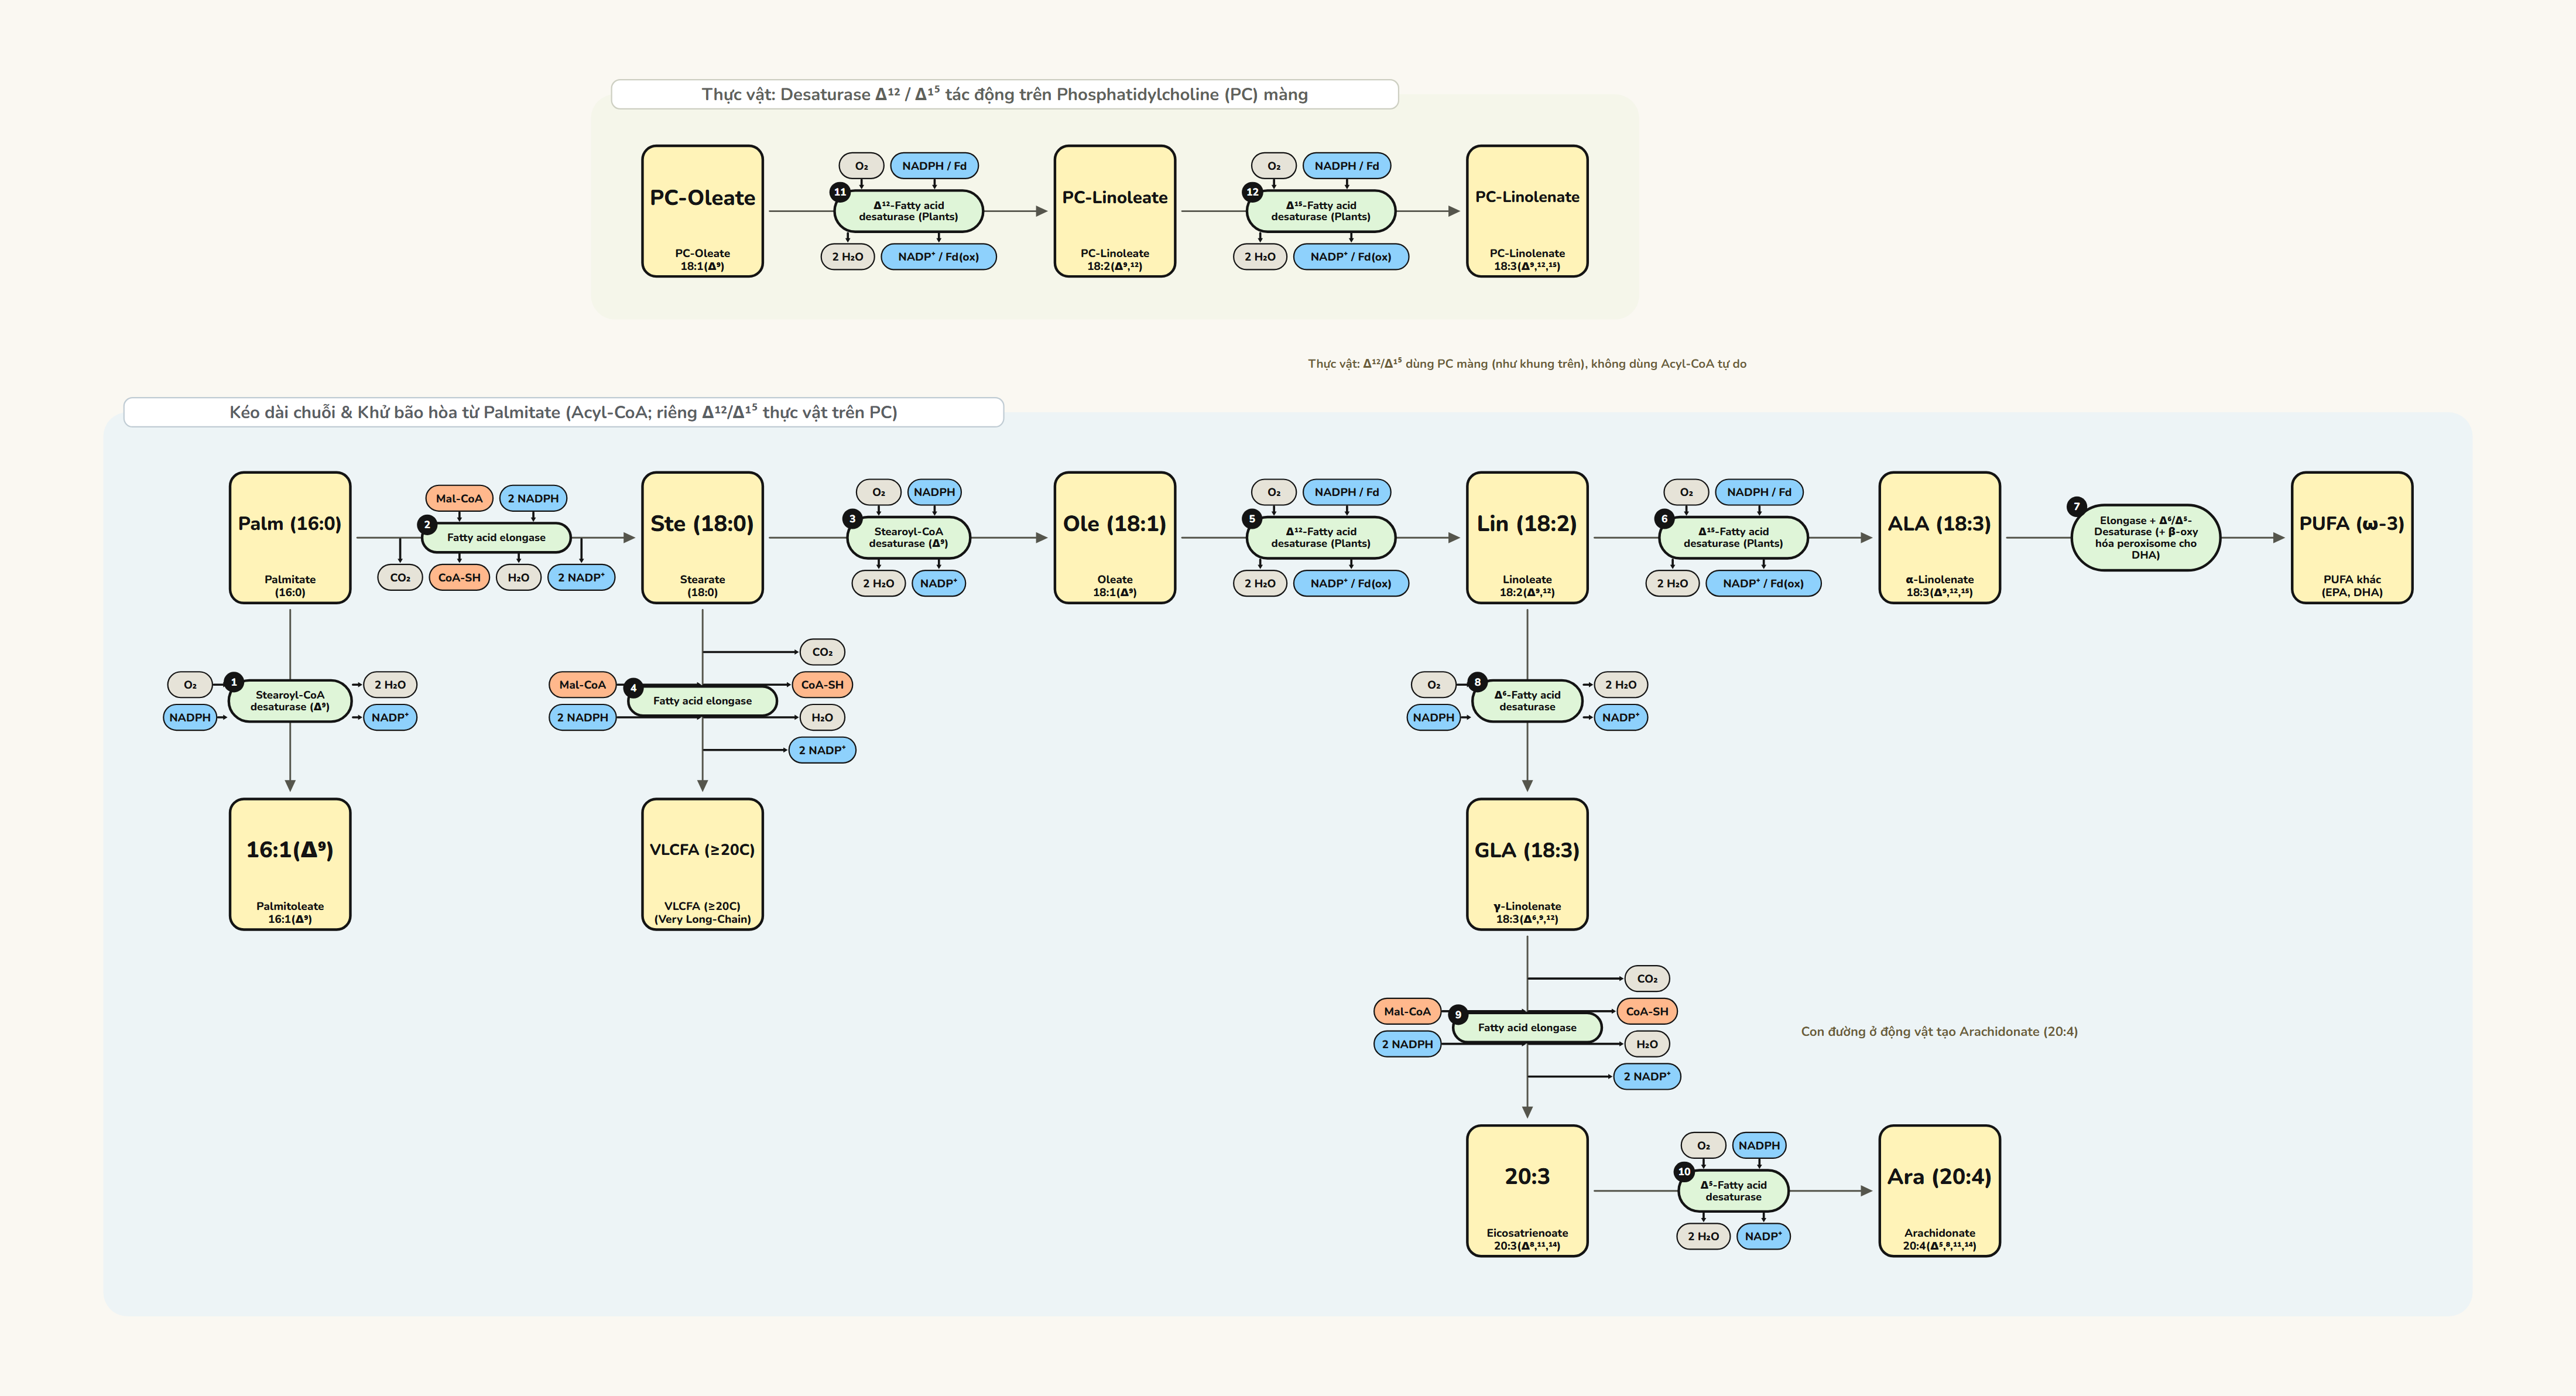 Thực vật: Desaturase Δ¹² / Δ¹⁵ tác động trên Phosphatidylcholine (PC) màng
PC-Oleate
PC-Oleate
18:1(Δ⁹)
O₂
NADPH / Fd
11
Δ¹²-Fatty acid
desaturase (Plants)
2 H₂O
NADP⁺ / Fd(ox)
PC-Linoleate
PC-Linoleate
18:2(Δ⁹,¹²)
O₂
NADPH / Fd
12
Δ¹⁵-Fatty acid
desaturase (Plants)
2 H₂O
NADP⁺ / Fd(ox)
PC-Linolenate
PC-Linolenate
18:3(Δ⁹,¹²,¹⁵)
Thực vật: Δ¹²/Δ¹⁵ dùng PC màng (như khung trên), không dùng Acyl-CoA tự do
Kéo dài chuỗi & Khử bão hòa từ Palmitate (Acyl-CoA; riêng Δ¹²/Δ¹⁵ thực vật trên PC)
Palm (16:0)
Palmitate
(16:0)
Mal-CoA
2 NADPH
2
Fatty acid elongase
CO₂
CoA-SH
H₂O
2 NADP⁺
Ste (18:0)
Stearate
(18:0)
O₂
NADPH
3
Stearoyl-CoA
desaturase (Δ⁹)
2 H₂O
NADP⁺
Ole (18:1)
Oleate
18:1(Δ⁹)
O₂
NADPH / Fd
5
Δ¹²-Fatty acid
desaturase (Plants)
2 H₂O
NADP⁺ / Fd(ox)
Lin (18:2)
Linoleate
18:2(Δ⁹,¹²)
O₂
NADPH / Fd
6
Δ¹⁵-Fatty acid
desaturase (Plants)
2 H₂O
NADP⁺ / Fd(ox)
ALA (18:3)
α-Linolenate
18:3(Δ⁹,¹²,¹⁵)
7
Elongase + Δ⁶/Δ⁵-
Desaturase (+ β-oxy
hóa peroxisome cho
DHA)
PUFA (ω-3)
PUFA khác
(EPA, DHA)
O₂
NADPH
1
Stearoyl-CoA
desaturase (Δ⁹)
2 H₂O
NADP⁺
Mal-CoA
2 NADPH
4
Fatty acid elongase
CO₂
CoA-SH
H₂O
2 NADP⁺
O₂
NADPH
8
Δ⁶-Fatty acid
desaturase
2 H₂O
NADP⁺
16:1(Δ⁹)
Palmitoleate
16:1(Δ⁹)
VLCFA (≥20C)
VLCFA (≥20C)
(Very Long-Chain)
GLA (18:3)
γ-Linolenate
18:3(Δ⁶,⁹,¹²)
Mal-CoA
2 NADPH
9
Fatty acid elongase
CO₂
CoA-SH
H₂O
2 NADP⁺
Con đường ở động vật tạo Arachidonate (20:4)
20:3
Eicosatrienoate
20:3(Δ⁸,¹¹,¹⁴)
O₂
NADPH
10
Δ⁵-Fatty acid
desaturase
2 H₂O
NADP⁺
Ara (20:4)
Arachidonate
20:4(Δ⁵,⁸,¹¹,¹⁴)